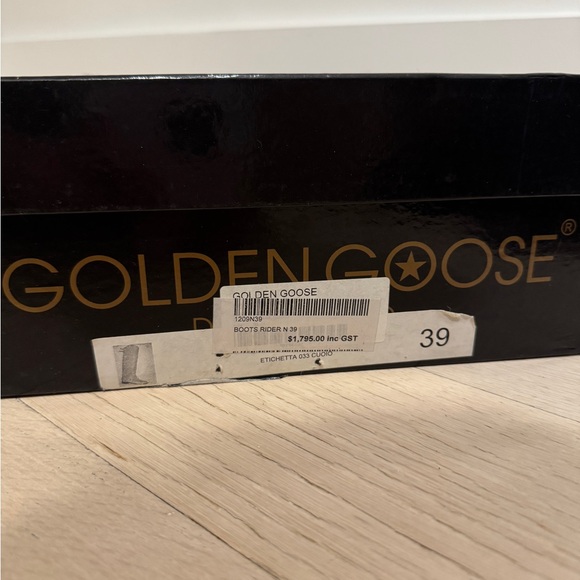 GOLDEN GOOSE®
GOLDEN GOOSE
1209N39
BOOTS RIDER N 39
$1,795.00 inc GST
39
ETICHETTA 033 CUOIO